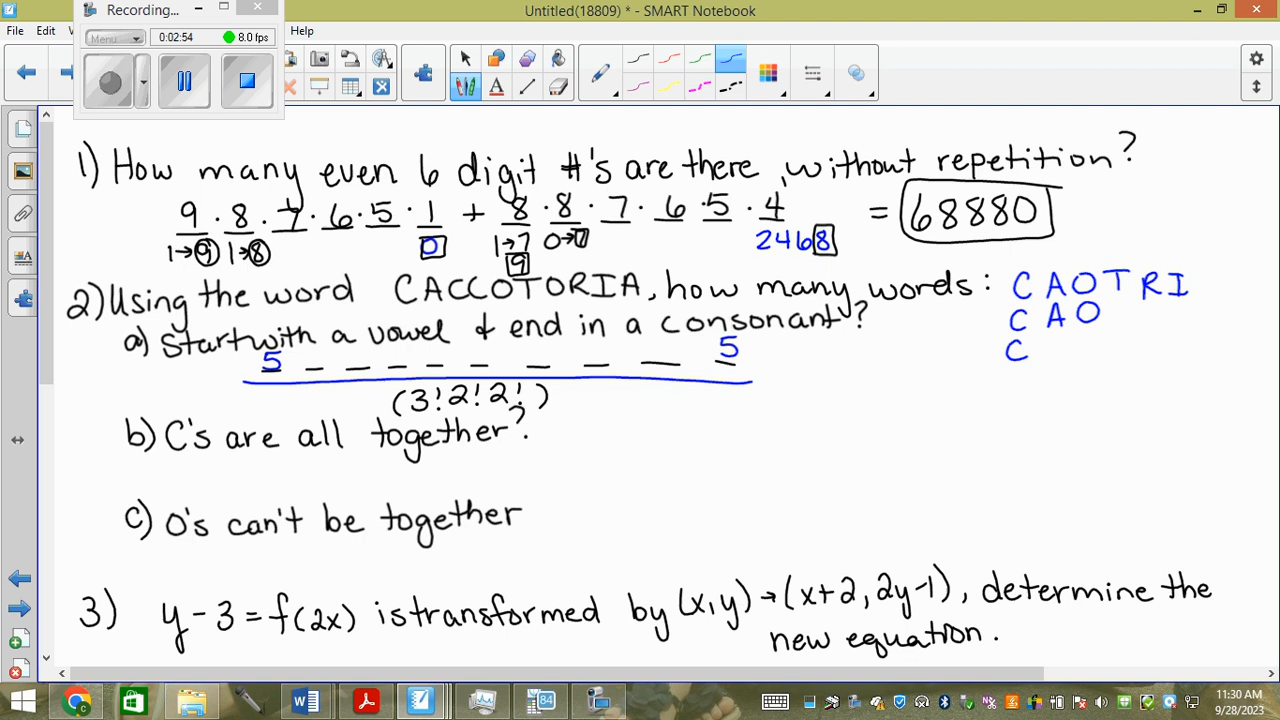 Untitled(18809) * - SMART Notebook
Recording...
Menu
0:02:54
8.0 fps
File
Edit
Help
1) How many even 6 digit #'s are there, without repetition?
9 · 8 · 7 · 6 · 5 · 1 + 8 · 8 · 7 · 6 · 5 · 4 = 68880
1→9 1→8 0 1→7 0→7 2468
9
2) Using the word CACCOTORIA, how many words: C A O T R I
a) start with a vowel & end in a consonant? C A O
5 _ _ _ _ _ _ _ _ 5 C
(3!2!2!)
b) C's are all together?
c) O's can't be together
3) y - 3 = f(2x) is transformed by (x,y) → (x+2, 2y-1), determine the
new equation.
11:30 AM
9/28/2023